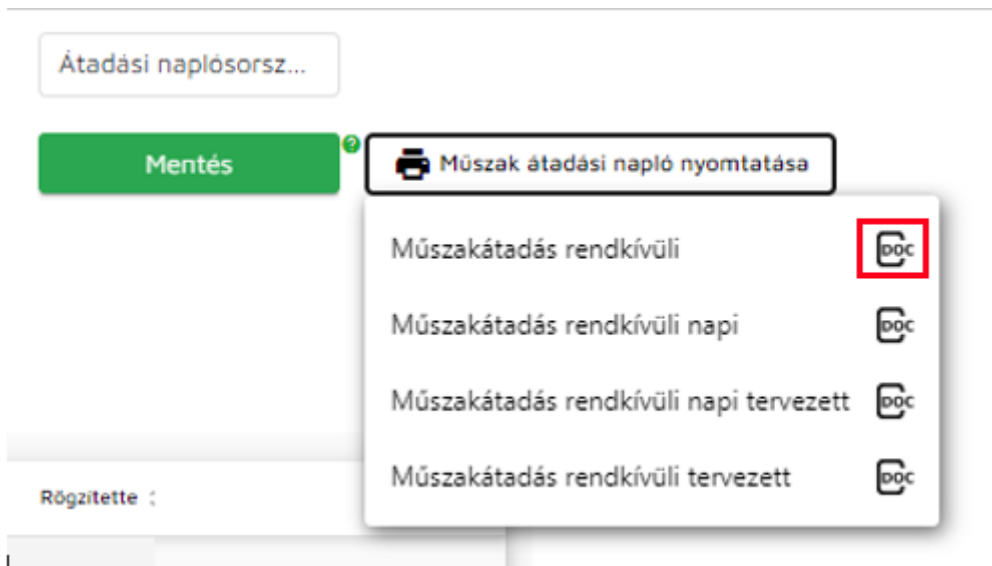 Átadási naplósorsz...
Mentés
?
Műszak átadási napló nyomtatása
Műszakátadás rendkívüli DOC
Műszakátadás rendkívüli napi DOC
Műszakátadás rendkívüli napi tervezett DOC
Műszakátadás rendkívüli tervezett DOC
Rögzítette